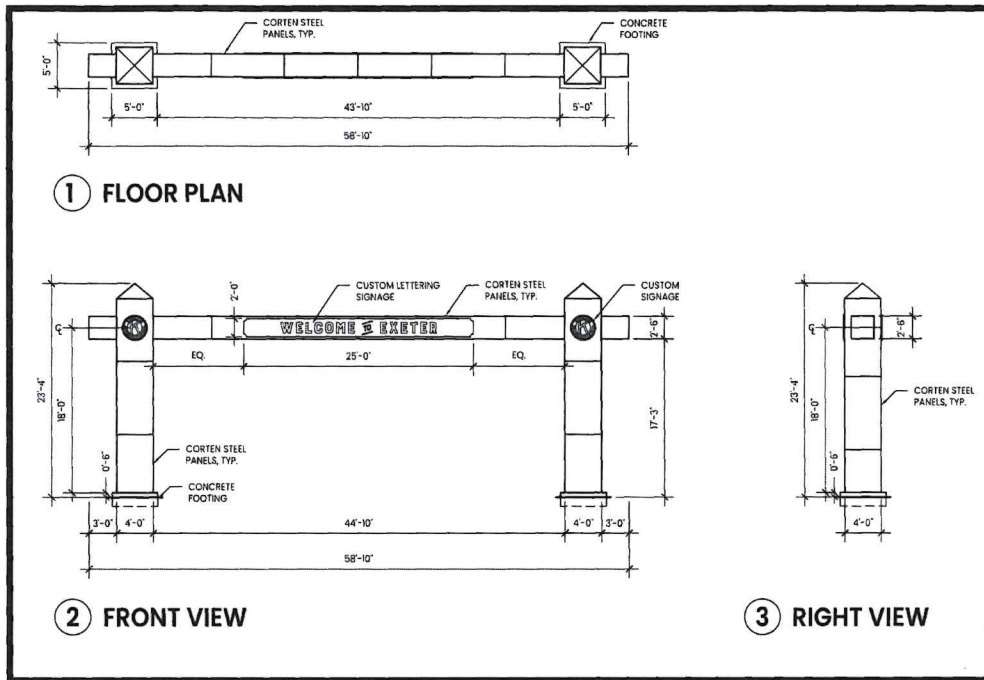 CORTEN STEEL
PANELS, TYP.
CONCRETE
FOOTING
5'-0"
5'-0"
43'-10"
5'-0"
58'-10"
1 FLOOR PLAN
CUSTOM LETTERING
SIGNAGE
CORTEN STEEL
PANELS, TYP.
CUSTOM
SIGNAGE
2'-0"
WELCOME TO EXETER
K
K
2'-6"
2'-6"
EQ.
25'-0"
EQ.
23'-4"
18'-0"
17'-3"
23'-4"
18'-0"
CORTEN STEEL
PANELS, TYP.
CORTEN STEEL
PANELS, TYP.
0'-6"
CONCRETE
FOOTING
0'-6"
3'-0"
4'-0"
44'-10"
4'-0"
3'-0"
4'-0"
58'-10"
2 FRONT VIEW
3 RIGHT VIEW